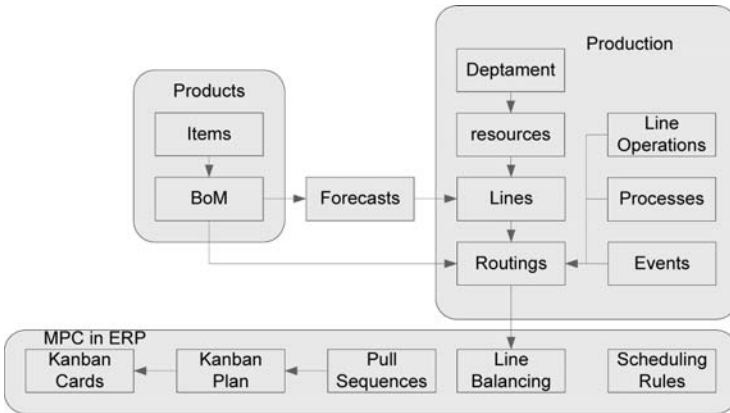 Production
Deptament
Products
Items
resources
Line
Operations
BoM
Forecasts
Lines
Processes
Routings
Events
MPC in ERP
Kanban
Cards
Kanban
Plan
Pull
Sequences
Line
Balancing
Scheduling
Rules